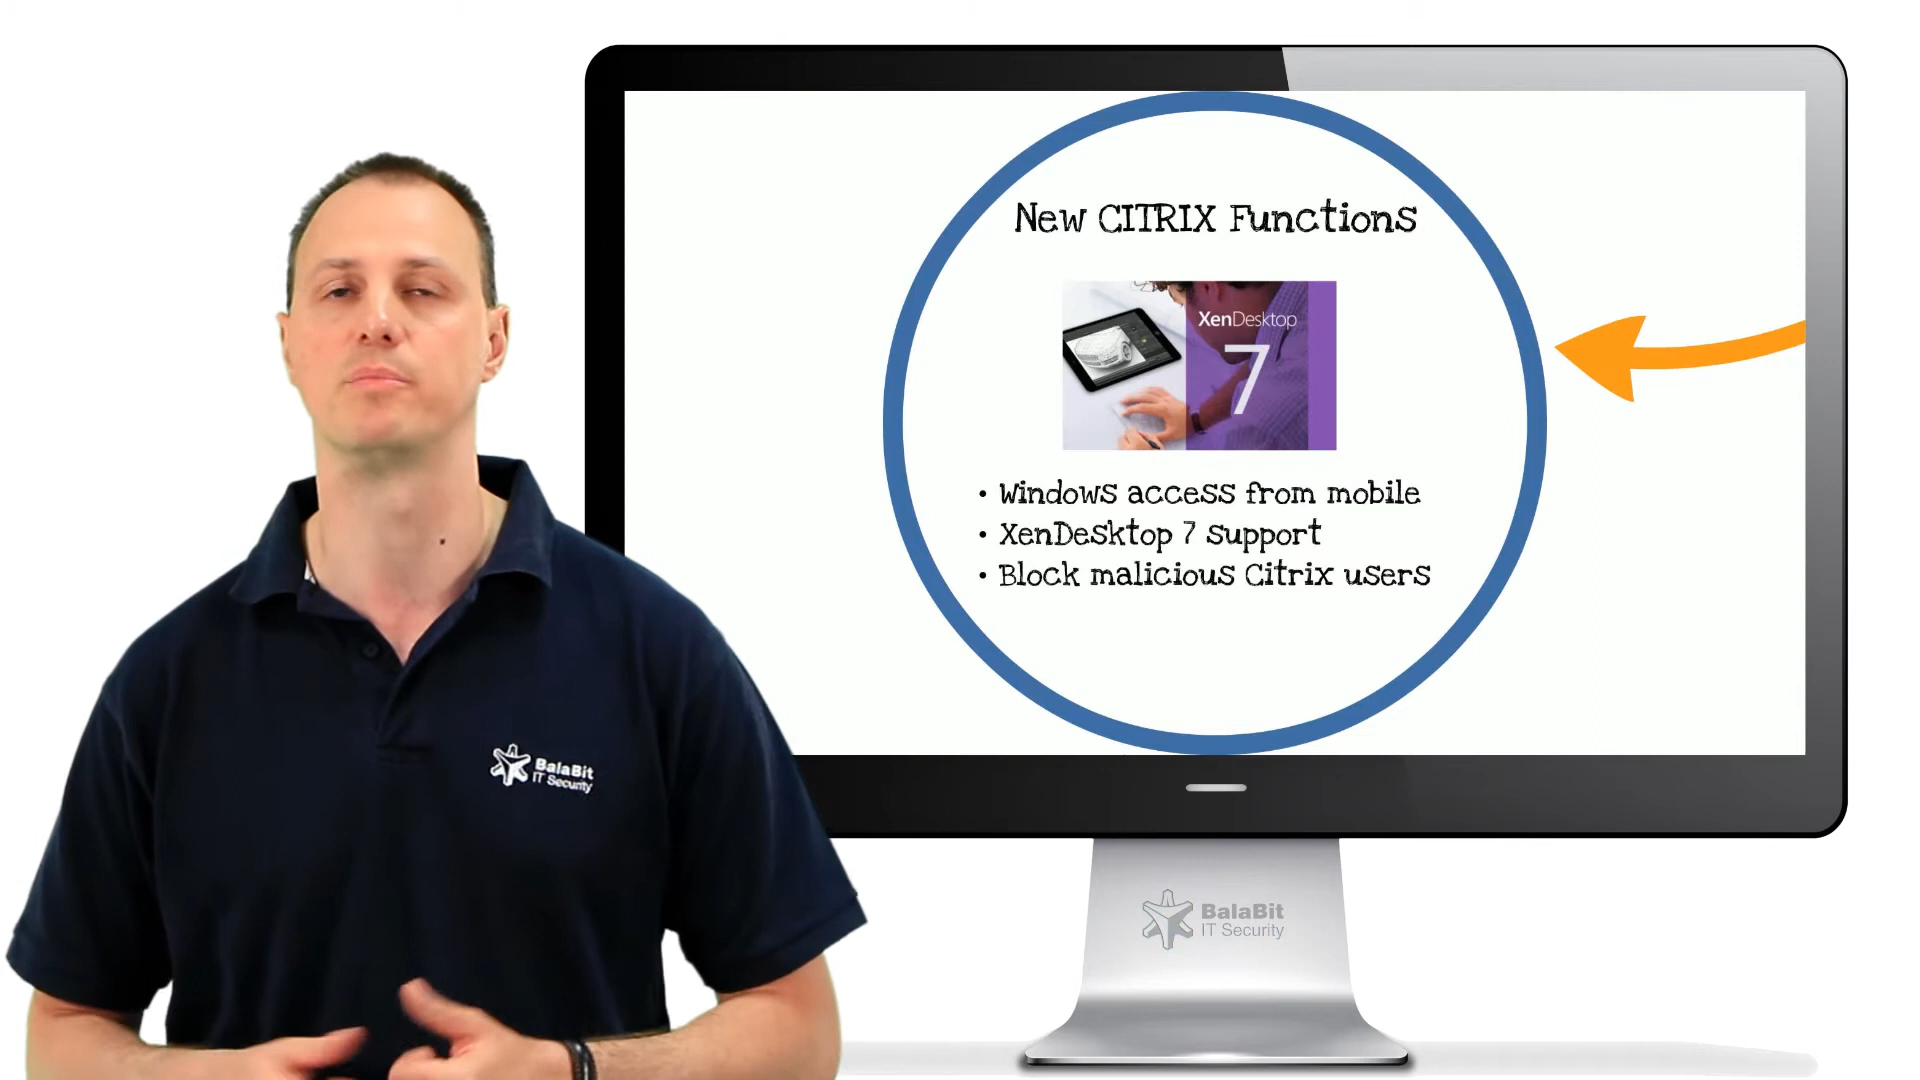 New CITRIX Functions
XenDesktop
7
• Windows access from mobile
• XenDesktop 7 support
• Block malicious Citrix users
BalaBit
IT Security
BalaBit
IT Security